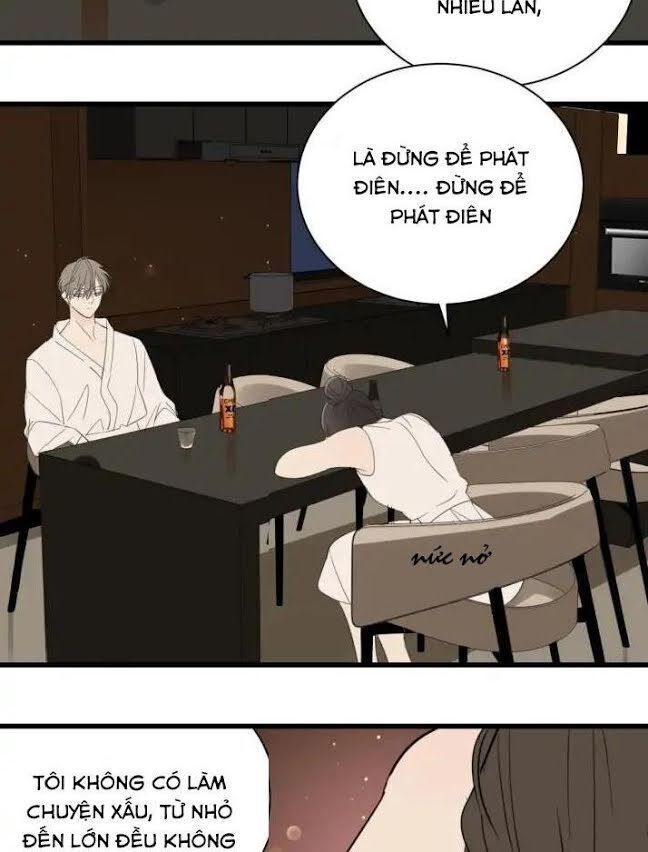 NHIỀU LẦN,
LÀ ĐỪNG ĐỂ PHÁT
ĐIÊN.... ĐỪNG ĐỂ
PHÁT ĐIÊN
XO
nức nở
TÔI KHÔNG CÓ LÀM
CHUYỆN XẤU, TỪ NHỎ
ĐẾN LỚN ĐỀU KHÔNG